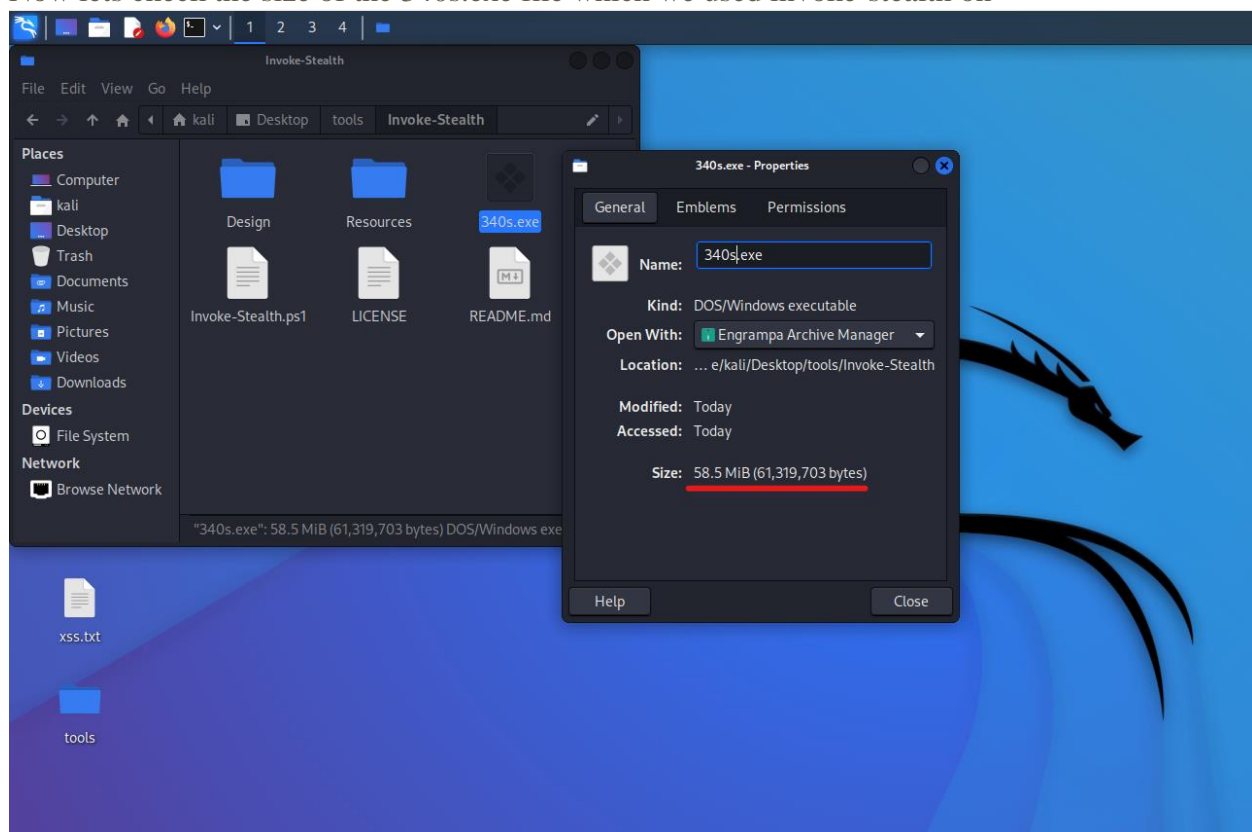 1 2 3 4
Invoke-Stealth
File Edit View Go Help
kali Desktop tools Invoke-Stealth
Places
Computer
kali
Desktop
Trash
Documents
Music
Pictures
Videos
Downloads
Devices
File System
Network
Browse Network
Design Resources 340s.exe
Invoke-Stealth.ps1 LICENSE README.md
"340s.exe": 58.5 MiB (61,319,703 bytes) DOS/Windows exe
340s.exe - Properties
General Emblems Permissions
Name: 340s.exe
Kind: DOS/Windows executable
Open With: Engrampa Archive Manager
Location: ... e/kali/Desktop/tools/Invoke-Stealth
Modified: Today
Accessed: Today
Size: 58.5 MiB (61,319,703 bytes)
Help Close
xss.txt
tools